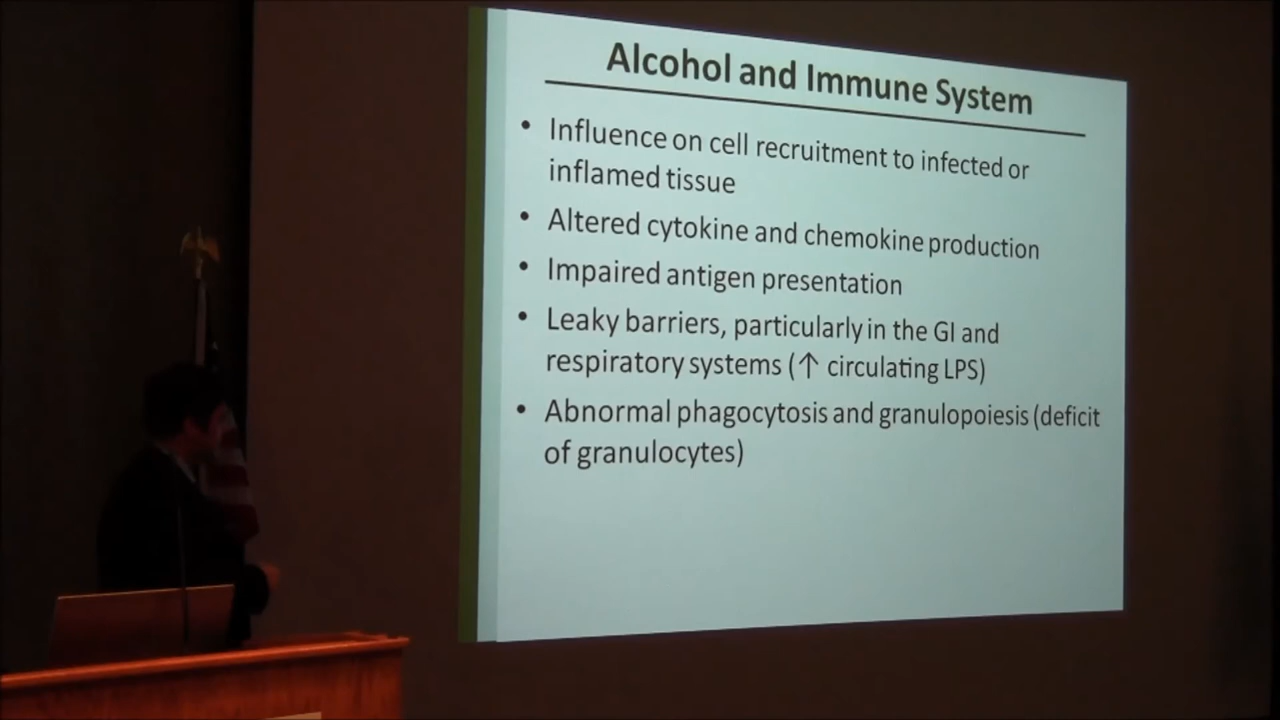 Alcohol and Immune System
• Influence on cell recruitment to infected or
inflamed tissue
• Altered cytokine and chemokine production
• Impaired antigen presentation
• Leaky barriers, particularly in the GI and
respiratory systems (↑ circulating LPS)
• Abnormal phagocytosis and granulopoiesis (deficit
of granulocytes)